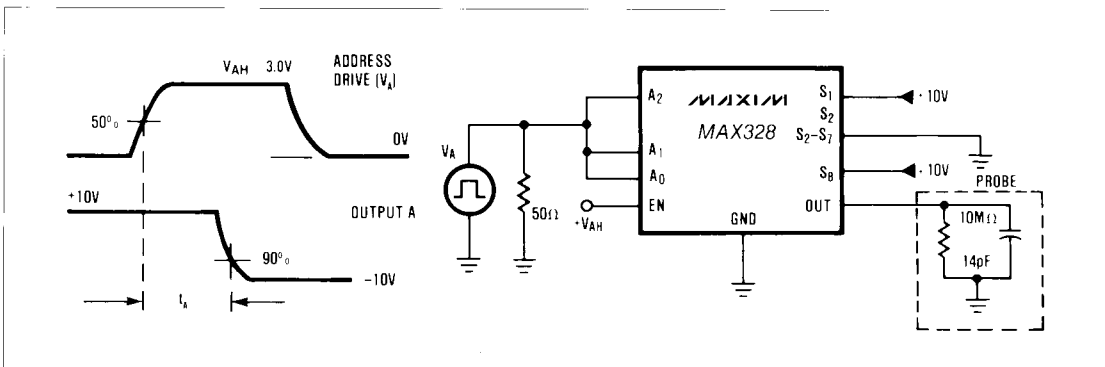 VAH 3.0V
ADDRESS
DRIVE (VA)
50%
0V
+10V
OUTPUT A
90%
-10V
tA
VA
50Ω
+VAH
A2
A1
A0
EN
MAXIM
MAX328
GND
S1
S2
S2-S7
S8
OUT
10V
10V
PROBE
10MΩ
14pF